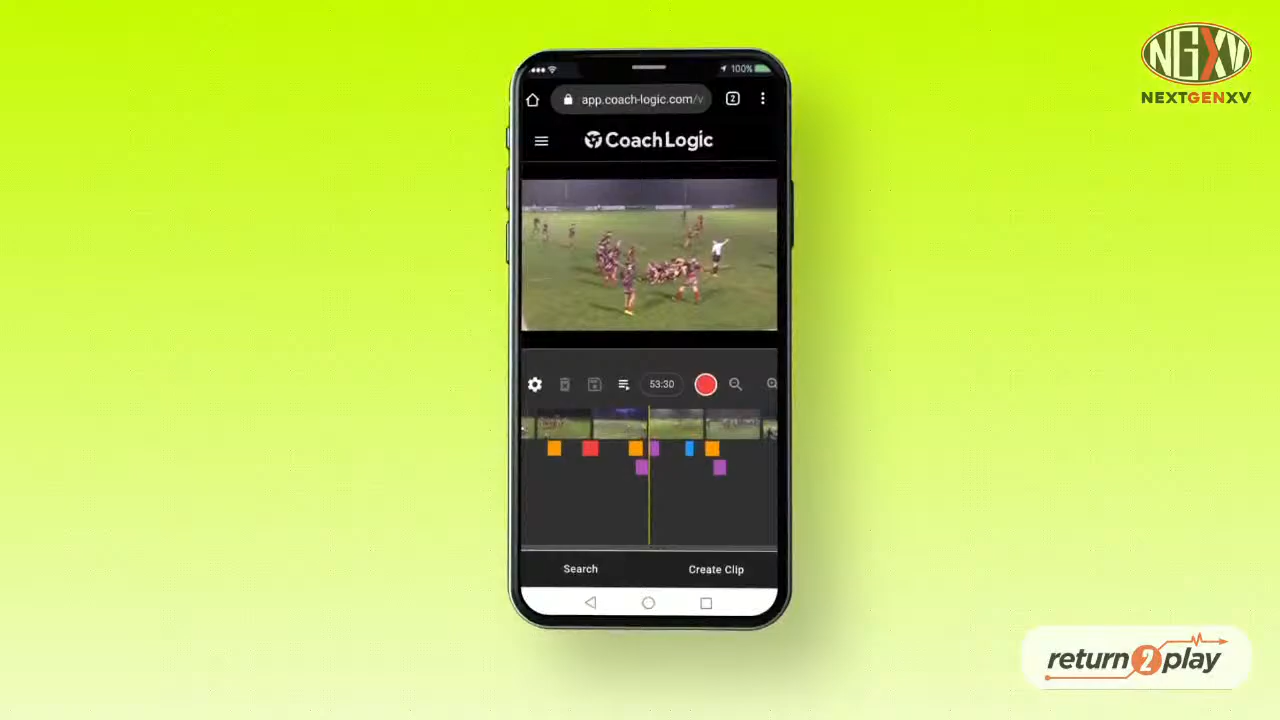 NGXV
NEXTGENXV
100%
app.coach-logic.com/v
2
CoachLogic
53:30
Search
Create Clip
return2play